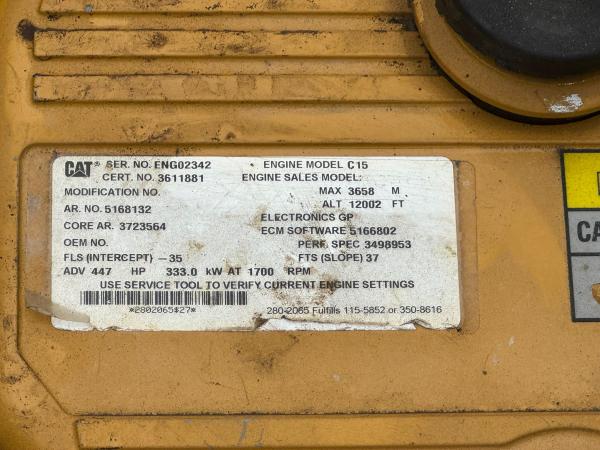 CAT® SER. NO. ENG02342 ENGINE MODEL C15
CERT. NO. 3611881 ENGINE SALES MODEL:
MODIFICATION NO. MAX 3658 M
AR. NO. 5168132 ALT 12002 FT
ELECTRONICS GP
CORE AR. 3723564 ECM SOFTWARE 5166802
OEM NO. PERF. SPEC 3498953
FLS (INTERCEPT) -35 FTS (SLOPE) 37
ADV 447 HP 333.0 kW AT 1700 RPM
USE SERVICE TOOL TO VERIFY CURRENT ENGINE SETTINGS
*2802065$27* 280-2065 Fulfills 115-5852 or 350-8616